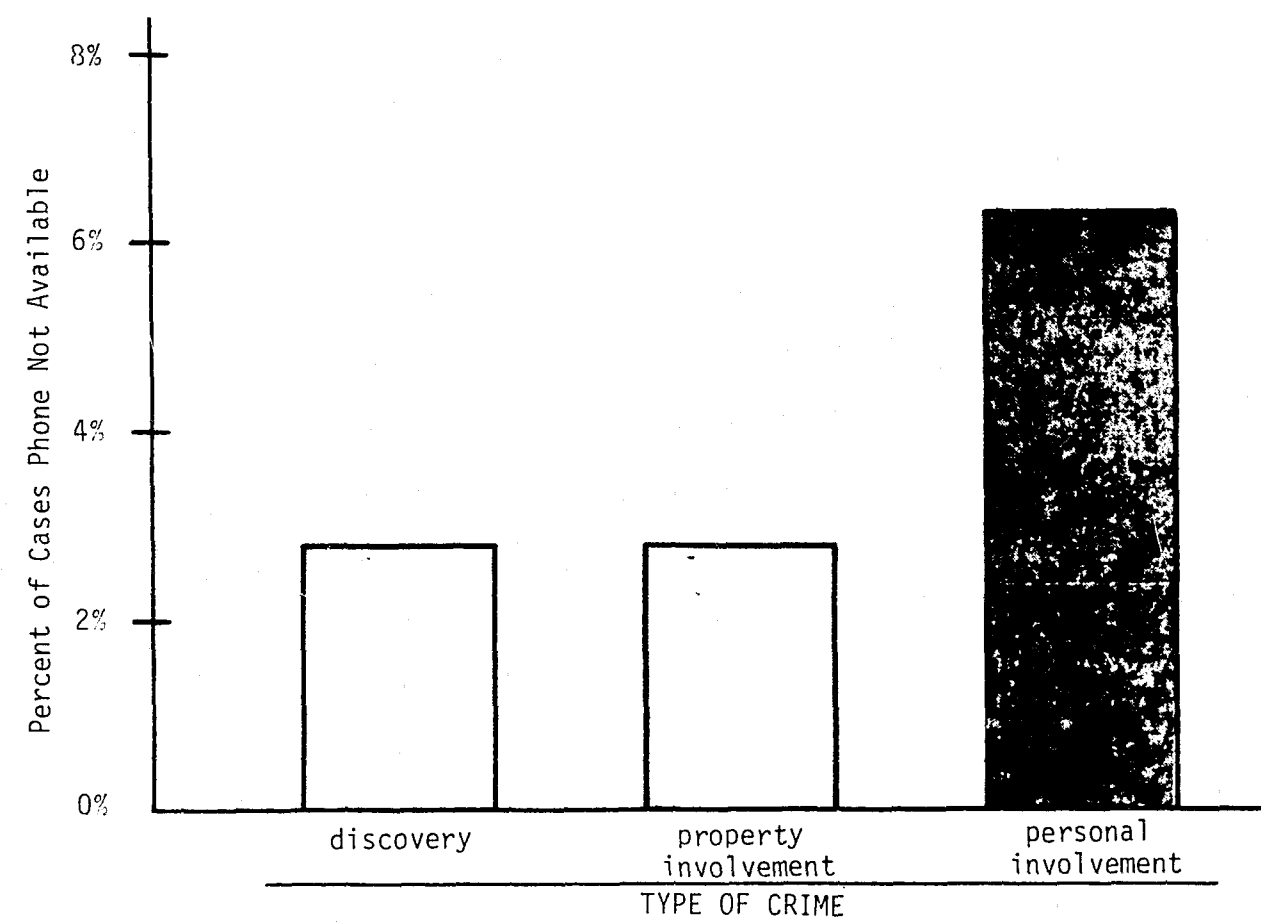 Percent of Cases Phone Not Available
8%
6%
4%
2%
0%
discovery
property
involvement
personal
involvement
TYPE OF CRIME